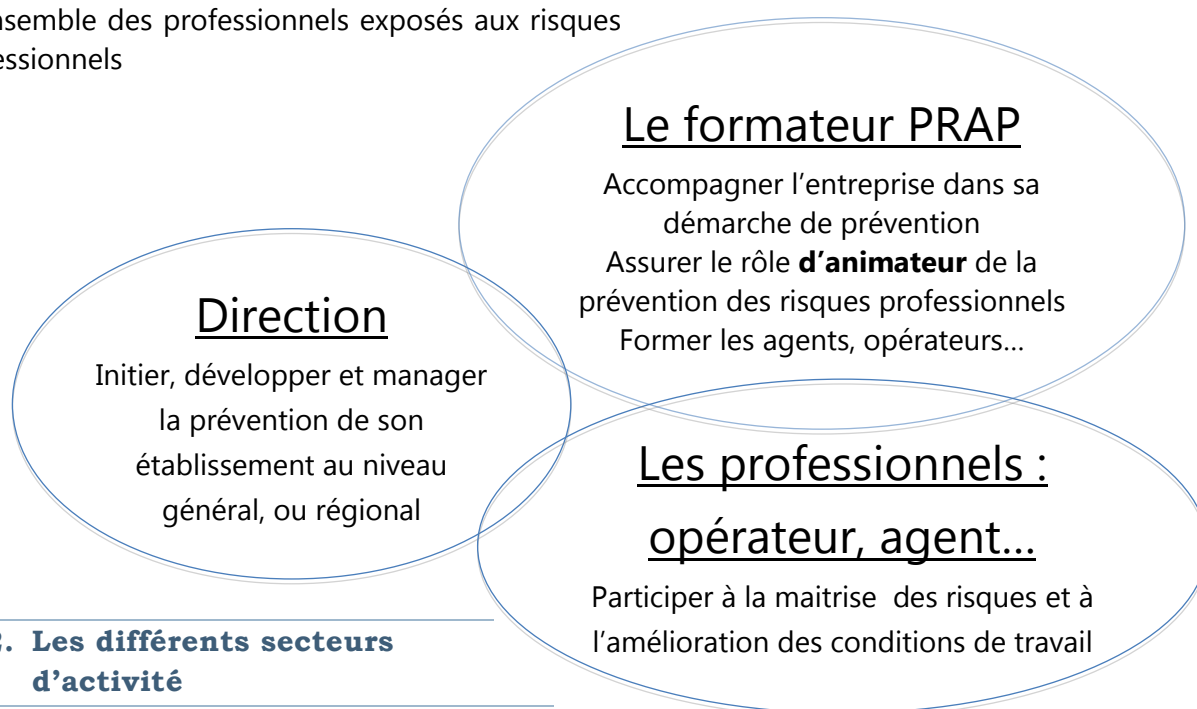 des professionnels exposés aux risques
Le formateur PRAP
Accompagner l’entreprise dans sa
démarche de prévention
Assurer le rôle d’animateur de la
prévention des risques professionnels
Former les agents, opérateurs...
Direction
Initier, développer et manager
la prévention de son
établissement au niveau
général, ou régional
Les professionnels :
opérateur, agent...
Participer à la maitrise des risques et à
l’amélioration des conditions de travail
Les différents secteurs
d’activité